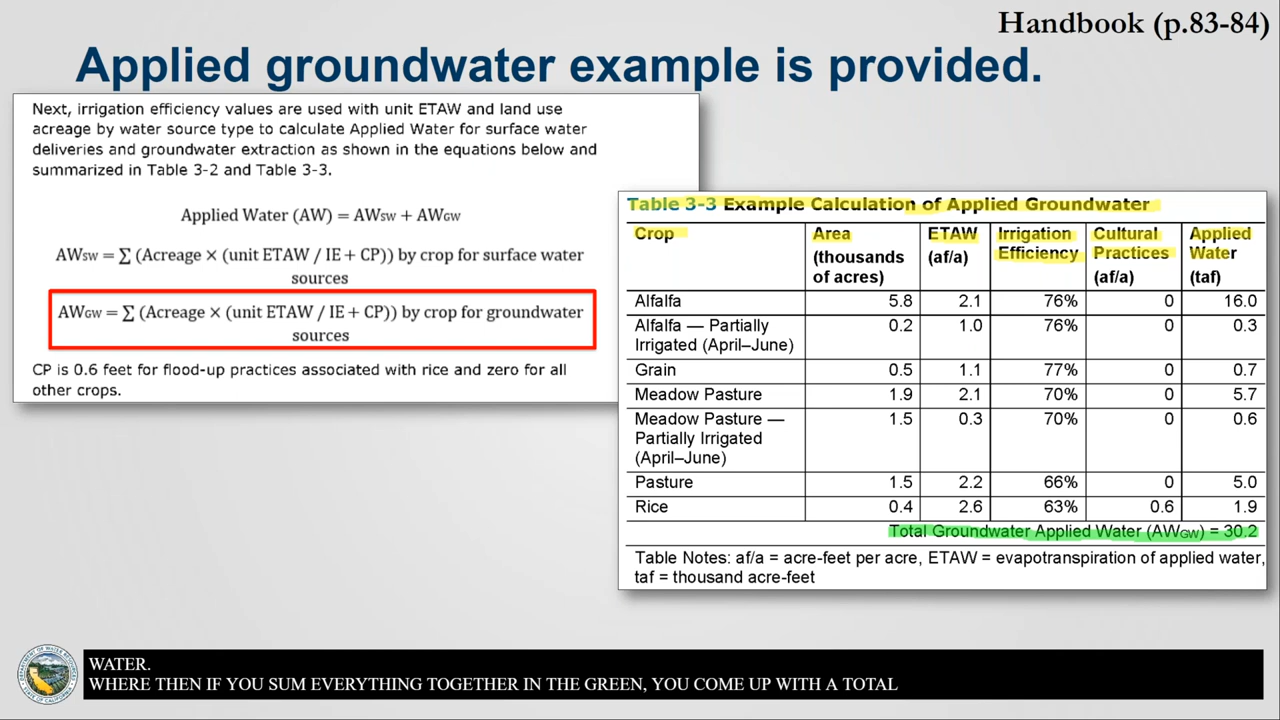 Handbook (p.83-84)
Applied groundwater example is provided.
Next, irrigation efficiency values are used with unit ETAW and land use
acreage by water source type to calculate Applied Water for surface water
deliveries and groundwater extraction as shown in the equations below and
summarized in Table 3-2 and Table 3-3.
Applied Water (AW) = AWSW + AWGW
AWSW = ∑ (Acreage × (unit ETAW / IE + CP)) by crop for surface water
sources
AWGW = ∑ (Acreage × (unit ETAW / IE + CP)) by crop for groundwater
sources
CP is 0.6 feet for flood-up practices associated with rice and zero for all
other crops.
Table 3-3 Example Calculation of Applied Groundwater
Crop Area (thousands of acres) ETAW (af/a) Irrigation Efficiency Cultural Practices (af/a) Applied Water (taf)
Alfalfa 5.8 2.1 76% 0 16.0
Alfalfa — Partially 0.2 1.0 76% 0 0.3
Irrigated (April–June)
Grain 0.5 1.1 77% 0 0.7
Meadow Pasture 1.9 2.1 70% 0 5.7
Meadow Pasture — 1.5 0.3 70% 0 0.6
Partially Irrigated
(April–June)
Pasture 1.5 2.2 66% 0 5.0
Rice 0.4 2.6 63% 0.6 1.9
Total Groundwater Applied Water (AWGW) = 30.2
Table Notes: af/a = acre-feet per acre, ETAW = evapotranspiration of applied water,
taf = thousand acre-feet
WATER.
WHERE THEN IF YOU SUM EVERYTHING TOGETHER IN THE GREEN, YOU COME UP WITH A TOTAL